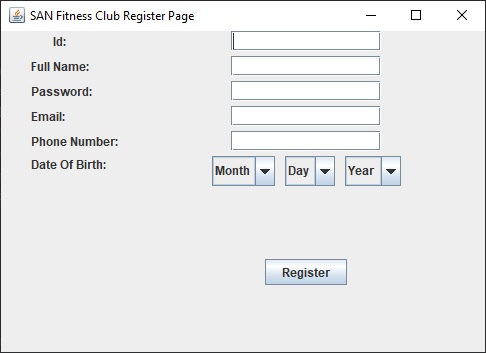 SAN Fitness Club Register Page
Id:
Full Name:
Password:
Email:
Phone Number:
Date Of Birth: Month Day Year
Register